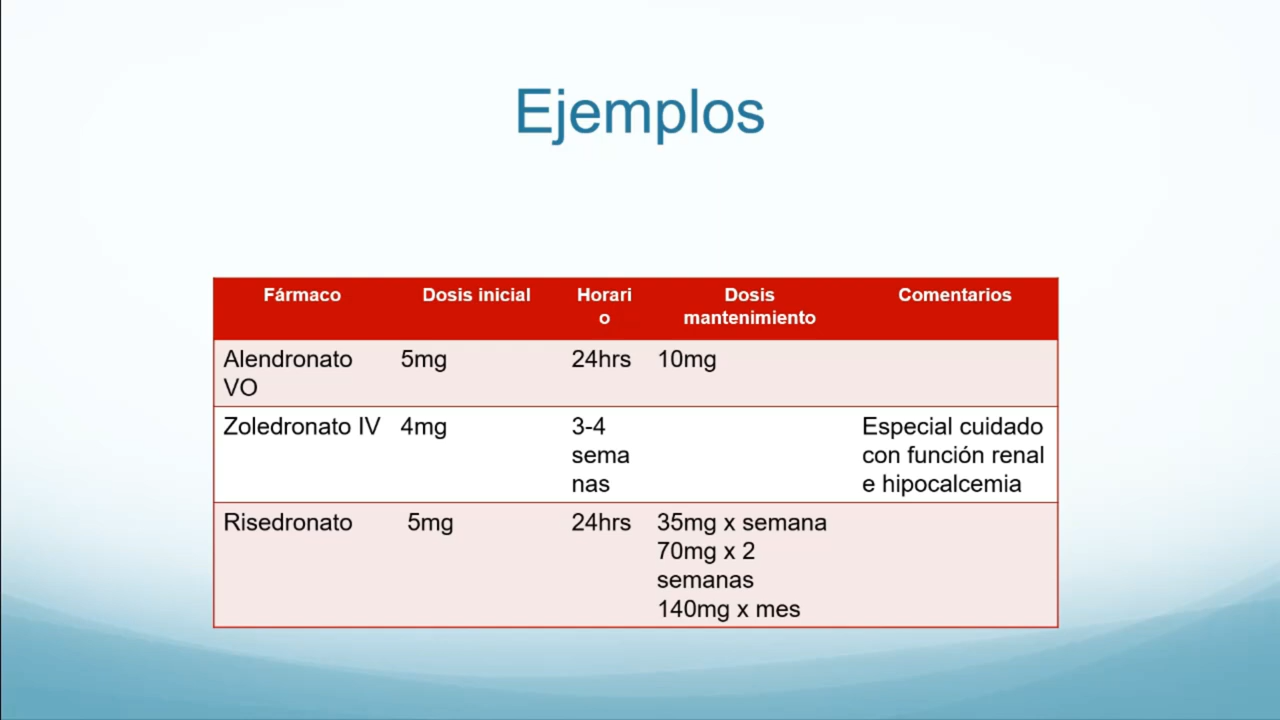 Ejemplos
Fármaco Dosis inicial Horari Dosis Comentarios
o mantenimiento
Alendronato 5mg 24hrs 10mg
VO
Zoledronato IV 4mg 3-4 Especial cuidado
sema con función renal
nas e hipocalcemia
Risedronato 5mg 24hrs 35mg x semana
70mg x 2
semanas
140mg x mes